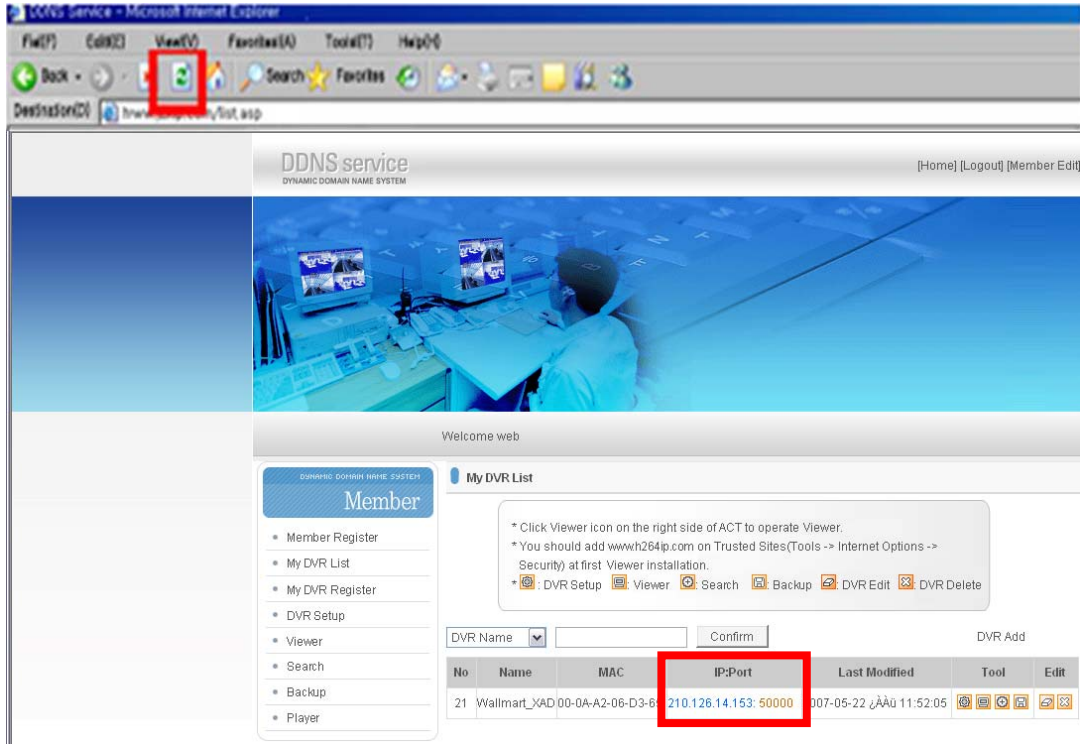 DDNS Service - Microsoft Internet Explorer
View(V) Favorites(A) Tools(T) Help(H)
Back Search Favorites
/list.asp
DDNS service
DYNAMIC DOMAIN NAME SYSTEM
[Home] [Logout] [Member Edit]
Welcome web
DYNAMIC DOMAIN NAME SYSTEM
Member
Member Register
My DVR List
My DVR Register
DVR Setup
Viewer
Search
Backup
Player
My DVR List
* Click Viewer icon on the right side of ACT to operate Viewer.
* You should add www.h264ip.com on Trusted Sites(Tools -> Internet Options ->
Security) at first Viewer installation.
* : DVR Setup : Viewer : Search : Backup : DVR Edit : DVR Delete
DVR Name Confirm DVR Add
No Name MAC IP:Port Last Modified Tool Edit
21 Wallmart_XAD 00-0A-A2-06-D3-6 210.126.14.153: 50000 007-05-22 ¿ÀÀü 11:52:05